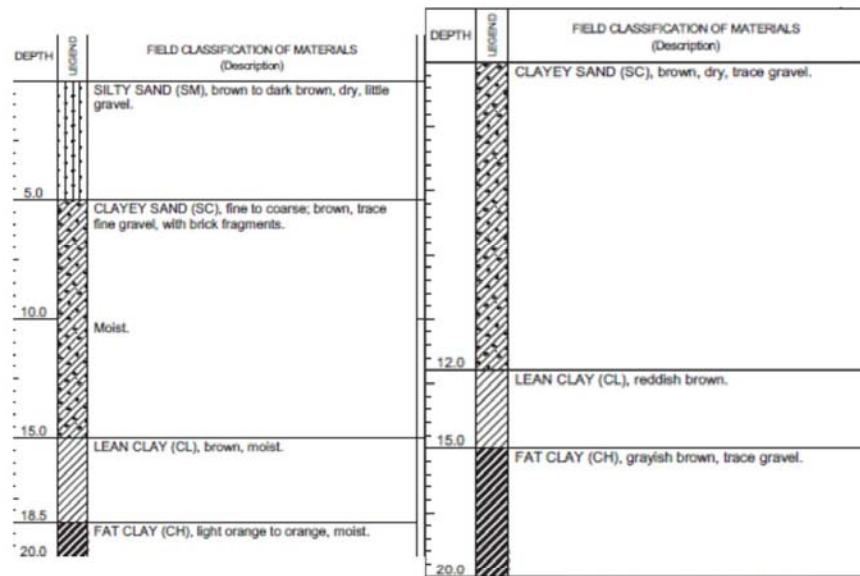 DEPTH
LEGEND
FIELD CLASSIFICATION OF MATERIALS
(Description)
SILTY SAND (SM), brown to dark brown, dry, little
gravel.
5.0
CLAYEY SAND (SC), fine to coarse; brown, trace
fine gravel, with brick fragments.
10.0
Moist.
15.0
LEAN CLAY (CL), brown, moist.
18.5
FAT CLAY (CH), light orange to orange, moist.
20.0
DEPTH
LEGEND
FIELD CLASSIFICATION OF MATERIALS
(Description)
CLAYEY SAND (SC), brown, dry, trace gravel.
12.0
LEAN CLAY (CL), reddish brown.
15.0
FAT CLAY (CH), grayish brown, trace gravel.
20.0